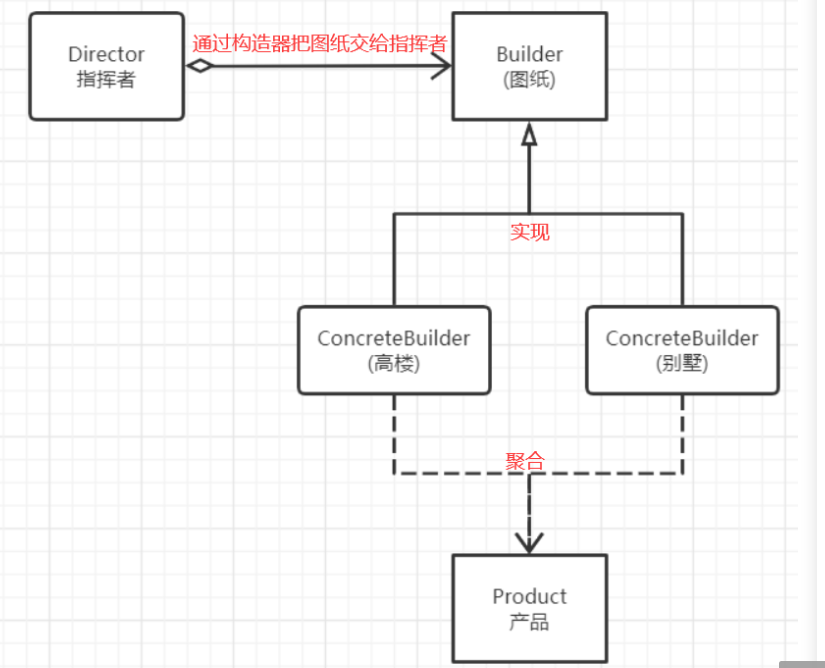 Director
指挥者
通过构造器把图纸交给指挥者
Builder
(图纸)
实现
ConcreteBuilder
(高楼)
ConcreteBuilder
(别墅)
聚合
Product
产品